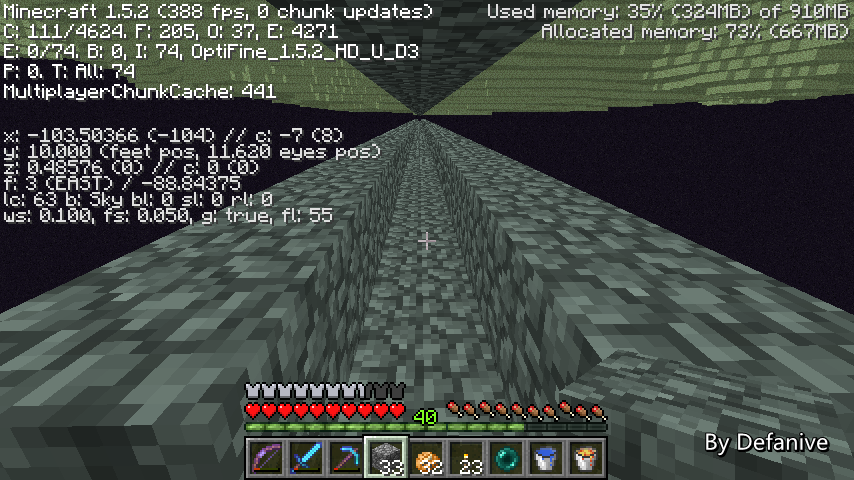 Minecraft 1.5.2 (388 fps, 0 chunk updates)
Used memory: 35% (324MB) of 910MB
C: 111/4624, F: 205, O: 37, E: 4271
Allocated memory: 73% (667MB)
E: 0/74, B: 0, I: 74, OptiFine_1.5.2_HD_U_D3
P: 0, T: All: 74
MultiplayerChunkCache: 441
x: -103.50366 (-104) // c: -7 (8)
y: 10.000 (feet pos, 11.620 eyes pos)
z: 0.48576 (0) // c: 0 (0)
f: 3 (EAST) / -88.84375
lc: 63 b: Sky bl: 0 sl: 0 rl: 0
ws: 0.100, fs: 0.050, g: true, fl: 55
40
By Defanive
33
32
23